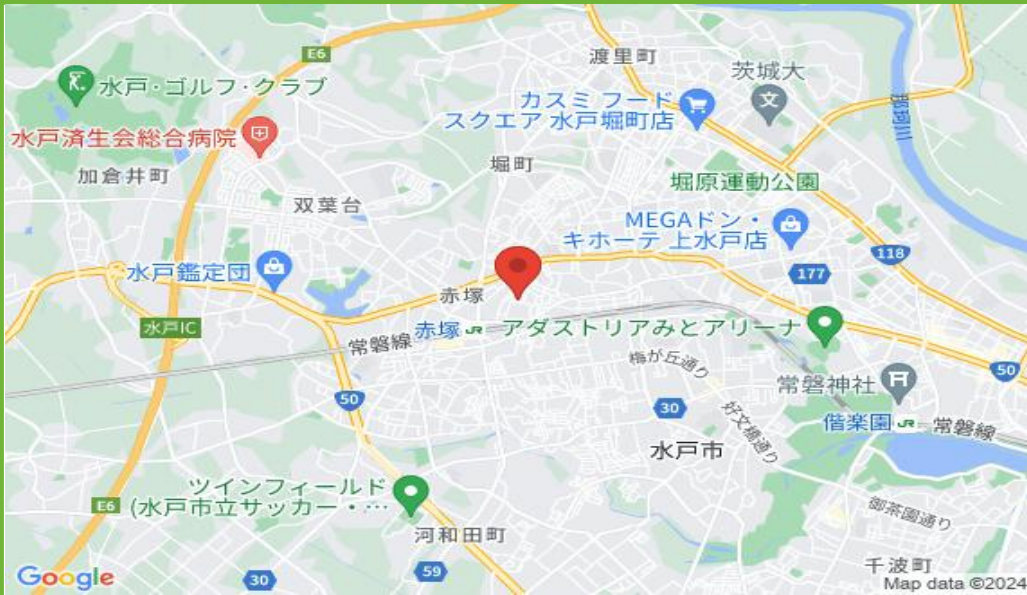 E6
渡里町
茨城大
水戸・ゴルフ・クラブ
カスミ フード
スクエア 水戸堀町店
那珂川
水戸済生会総合病院
堀町
加倉井町
堀原運動公園
双葉台
MEGAドン・
キホーテ 上水戸店
118
水戸鑑定団
177
赤塚
水戸IC
赤塚 JR
アダストリアみとアリーナ
常磐線
梅が丘通り
50
常磐神社
50
30
好文橋通り
偕楽園 JR
常磐線
水戸市
ツインフィールド
(水戸市立サッカー・…
E6
御茶園通り
河和田町
千波町
Google
30
59
Map data ©2024